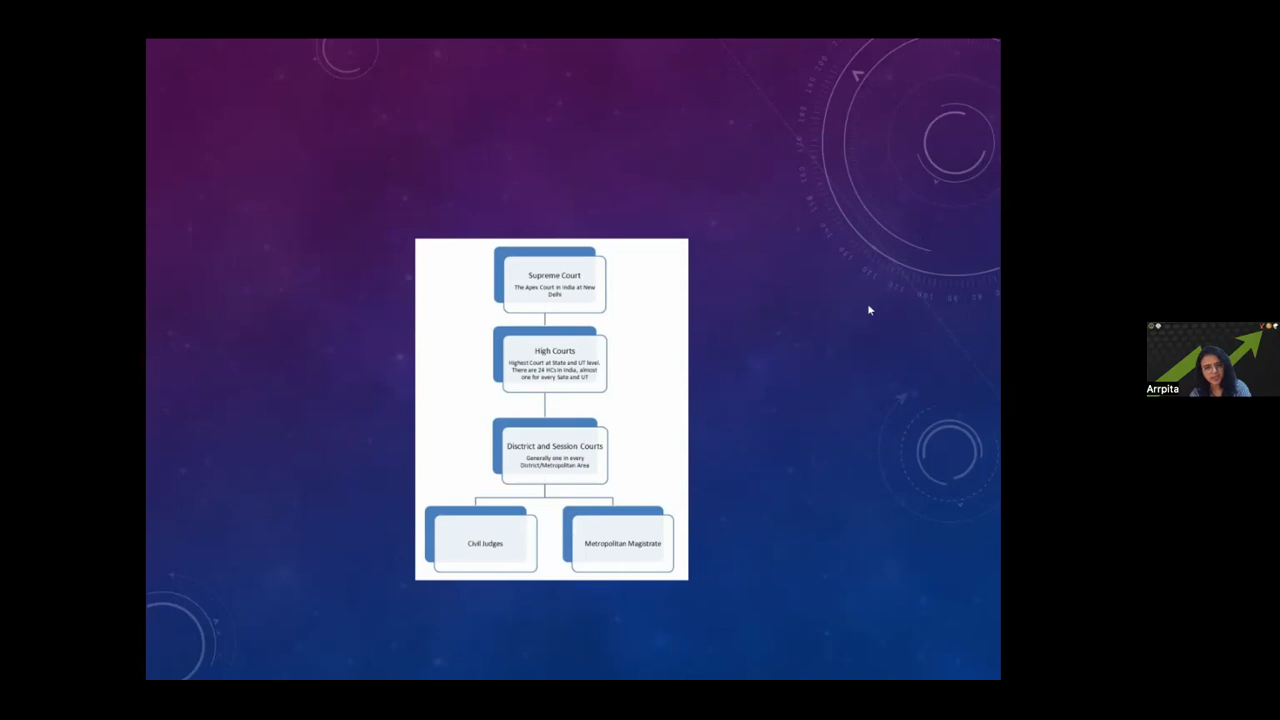 Supreme Court
The Apex Court in India at New
Delhi
High Courts
Highest Court at State and UT level.
There are 24 HCs in India, almost
one for every Sate and UT
Disctrict and Session Courts
Generally one in every
District/Metropolitan Area
Civil Judges
Metropolitan Magistrate
Arrpita